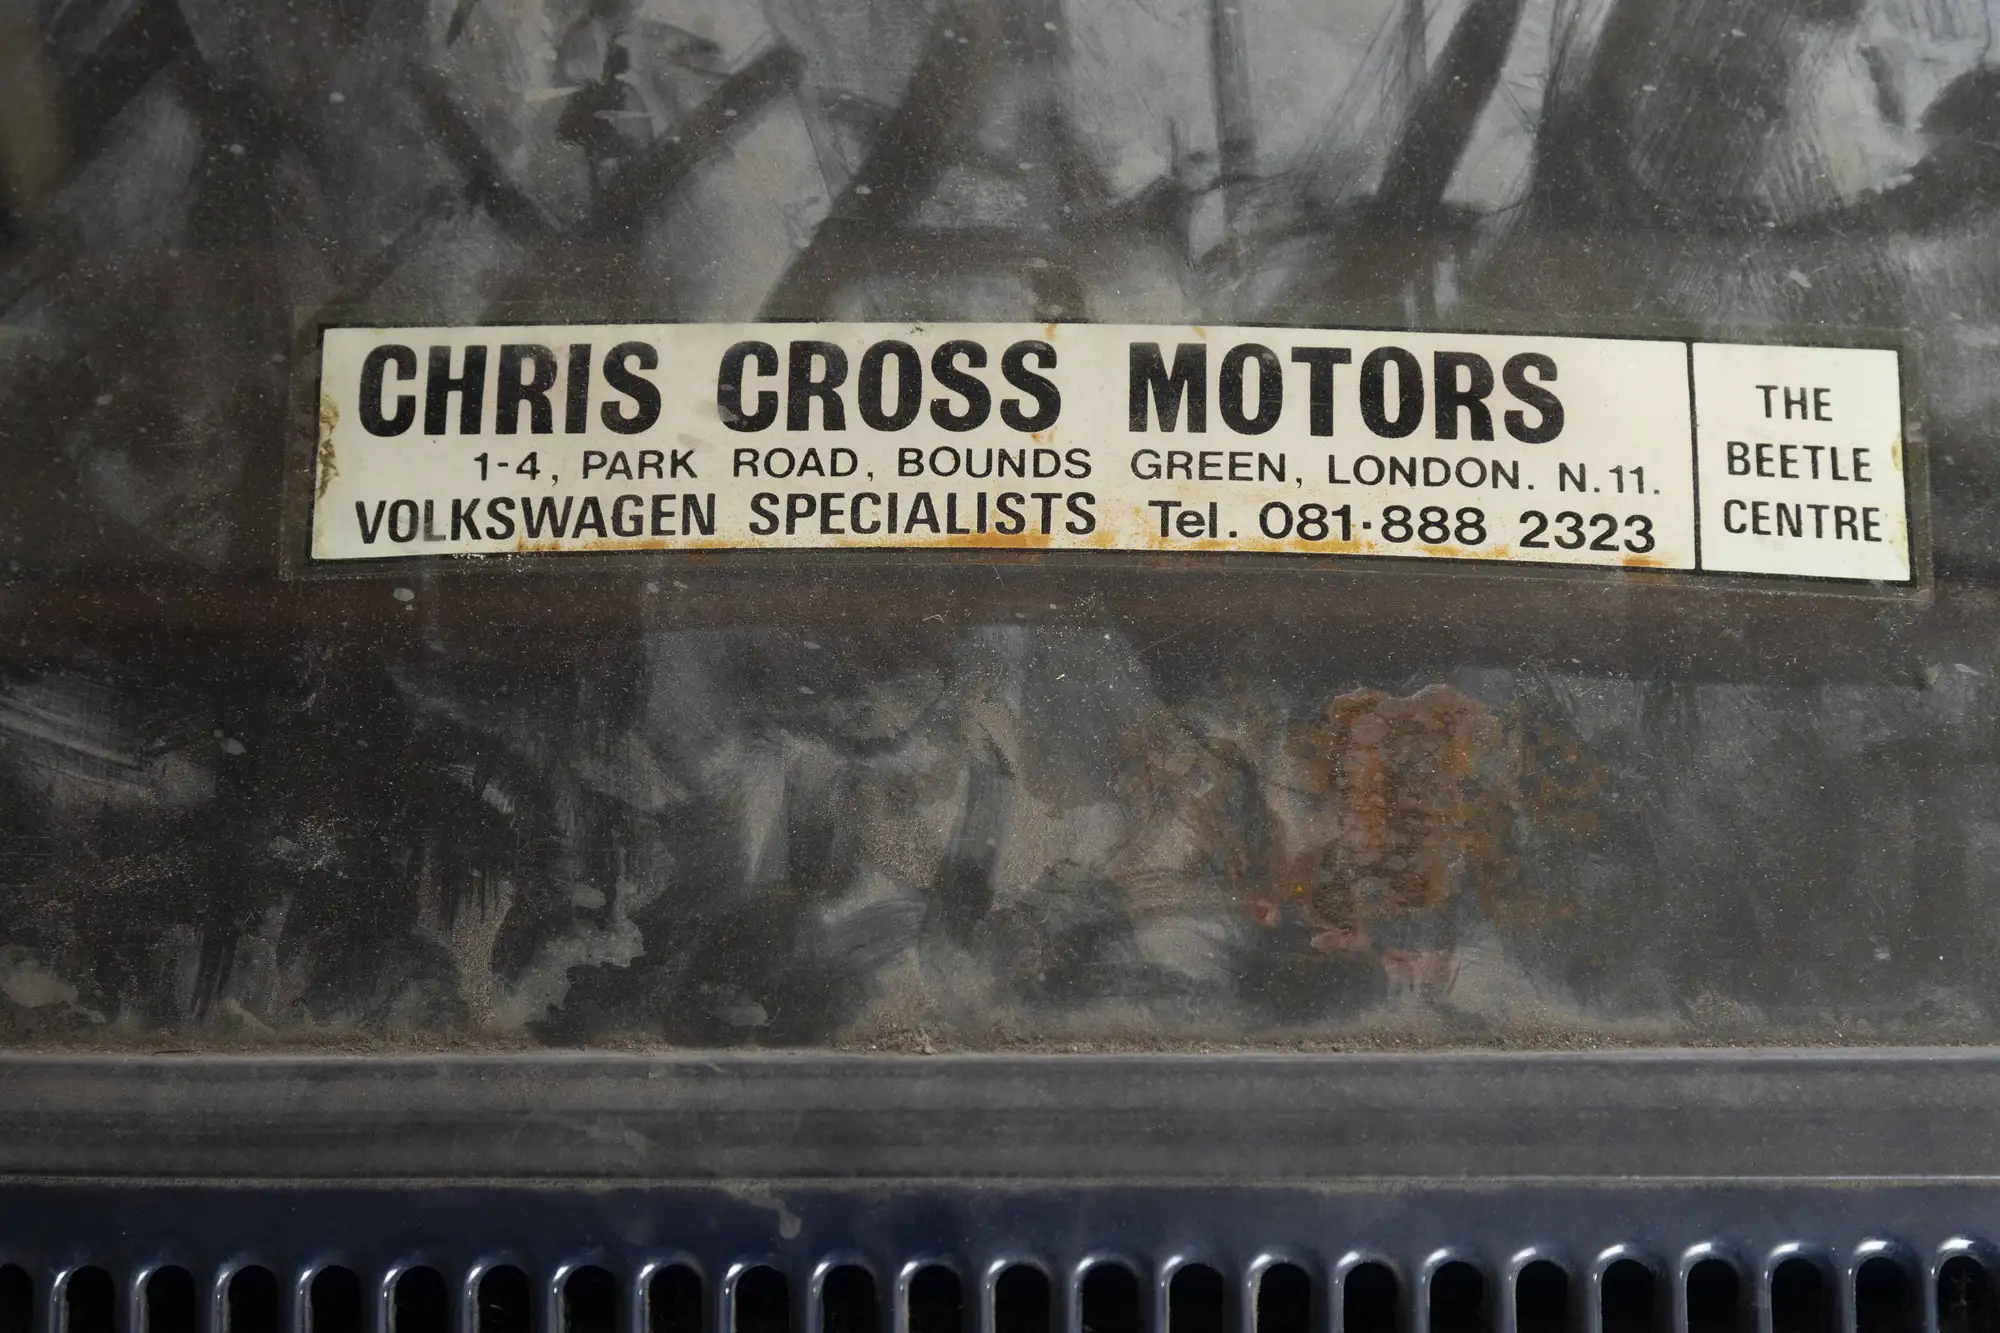 CHRIS CROSS MOTORS
1-4, PARK ROAD, BOUNDS GREEN, LONDON. N.11.
VOLKSWAGEN SPECIALISTS Tel. 081·888 2323
THE
BEETLE
CENTRE